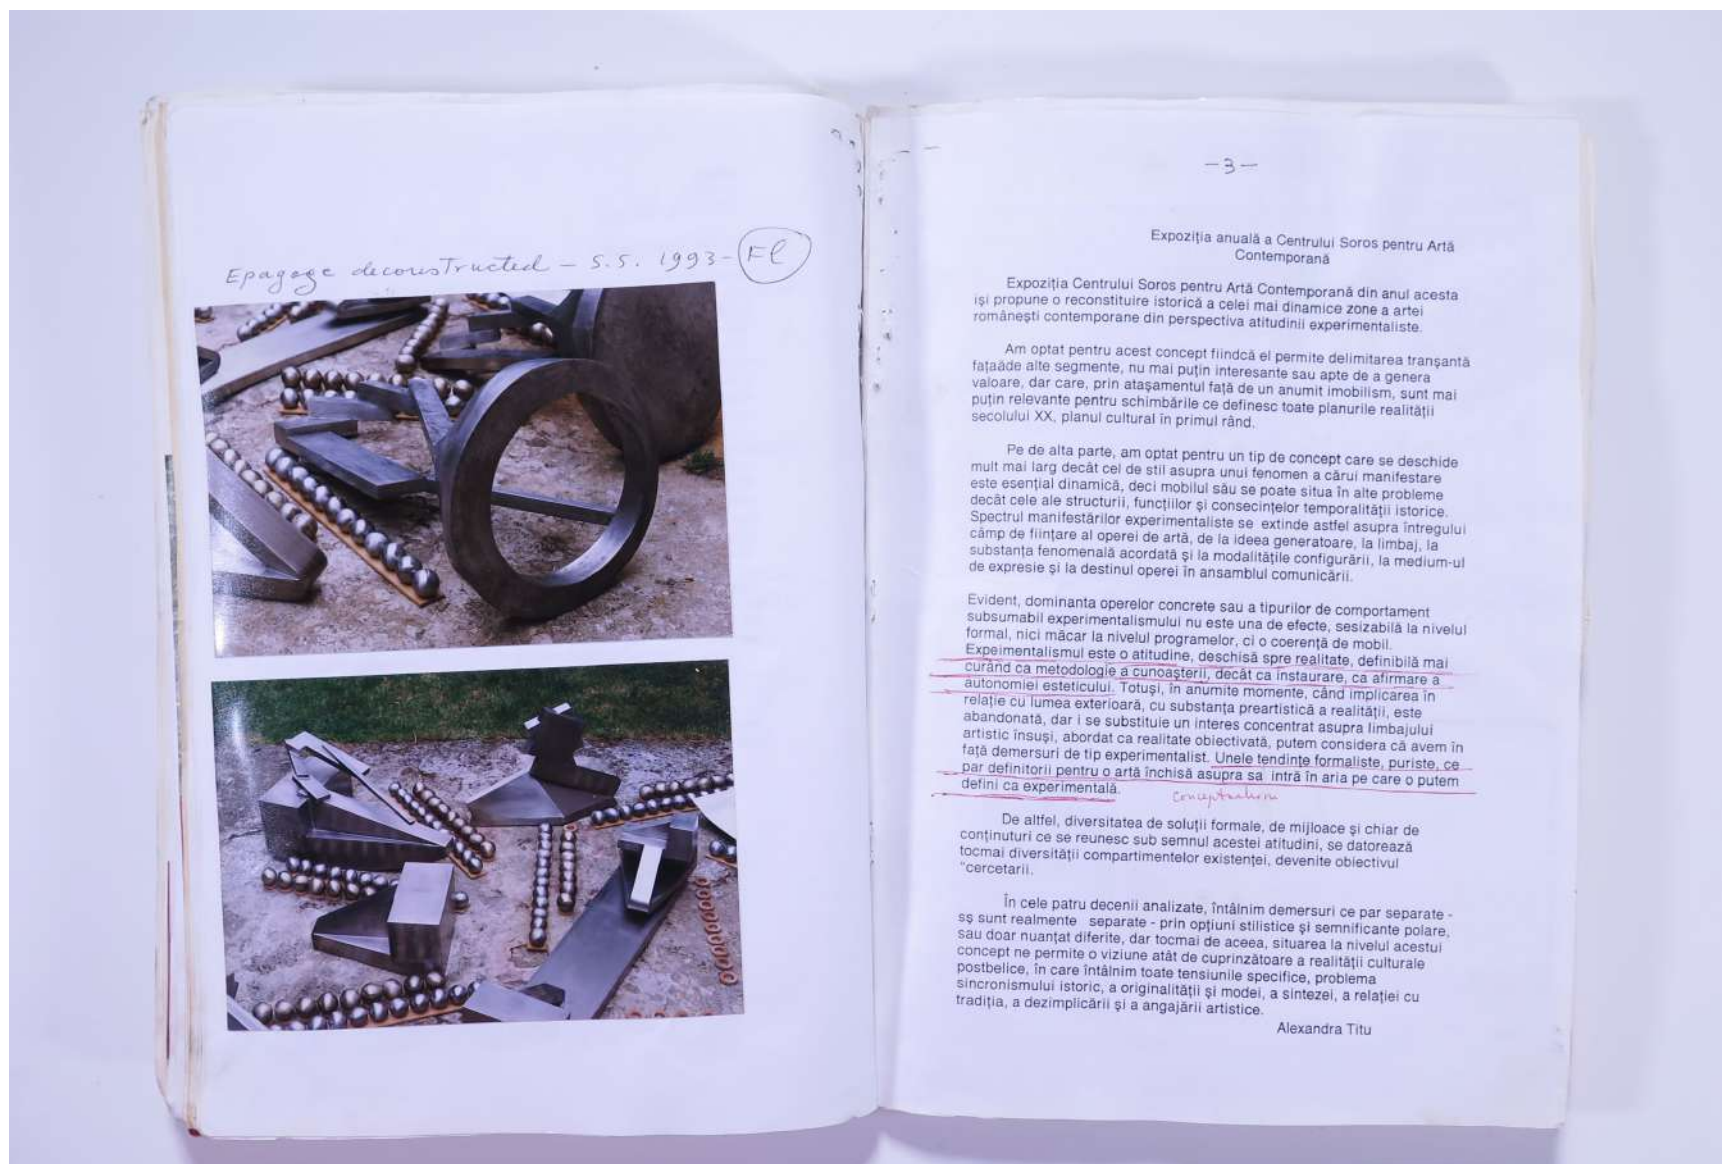 Epagoge deconstructed – S.S. 1993 – Fl
–3–
Expoziția anuală a Centrului Soros pentru Artă
Contemporană
Expoziția Centrului Soros pentru Artă Contemporană din anul acesta
iși propune o reconstituire istorică a celei mai dinamice zone a artei
românești contemporane din perspectiva atitudinii experimentaliste.
Am optat pentru acest concept fiindcă el permite delimitarea tranșantă
fațaăde alte segmente, nu mai puțin interesante sau apte de a genera
valoare, dar care, prin atașamentul față de un anumit imobilism, sunt mai
puțin relevante pentru schimbările ce definesc toate planurile realității
secolului XX, planul cultural în primul rând.
Pe de alta parte, am optat pentru un tip de concept care se deschide
mult mai larg decât cel de stil asupra unui fenomen a cărui manifestare
este esențial dinamică, deci mobilul său se poate situa în alte probleme
decât cele ale structurii, funcțiilor și consecințelor temporalității istorice.
Spectrul manifestărilor experimentaliste se extinde astfel asupra întregului
câmp de ființare al operei de artă, de la ideea generatoare, la limbaj, la
substanța fenomenală acordată și la modalitățile configurării, la medium-ul
de expresie și la destinul operei în ansamblul comunicării.
Evident, dominanta operelor concrete sau a tipurilor de comportament
subsumabil experimentalismului nu este una de efecte, sesizabilă la nivelul
formal, nici măcar la nivelul programelor, ci o coerență de mobil.
Expeimentalismul este o atitudine, deschisă spre realitate, definibilă mai
curând ca metodologie a cunoașterii, decât ca instaurare, ca afirmare a
autonomiei esteticului. Totuși, în anumite momente, când implicarea în
relație cu lumea exterioară, cu substanța preartistică a realității, este
abandonată, dar i se substituie un interes concentrat asupra limbajului
artistic însuși, abordat ca realitate obiectivată, putem considera că avem în
față demersuri de tip experimentalist. Unele tendințe formaliste, puriste, ce
par definitorii pentru o artă închisă asupra sa intră în aria pe care o putem
defini ca experimentală.
De altfel, diversitatea de soluții formale, de mijloace și chiar de
conținuturi ce se reunesc sub semnul acestei atitudini, se datorează
tocmai diversității compartimentelor existenței, devenite obiectivul
"cercetarii.
În cele patru decenii analizate, întâlnim demersuri ce par separate -
sș sunt realmente separate - prin opțiuni stilistice și semnificante polare,
sau doar nuanțat diferite, dar tocmai de aceea, situarea la nivelul acestui
concept ne permite o viziune atât de cuprinzătoare a realității culturale
postbelice, în care întâlnim toate tensiunile specifice, problema
sincronismului istoric, a originalității și modei, a sintezei, a relației cu
tradiția, a dezimplicării și a angajării artistice.
Alexandra Titu